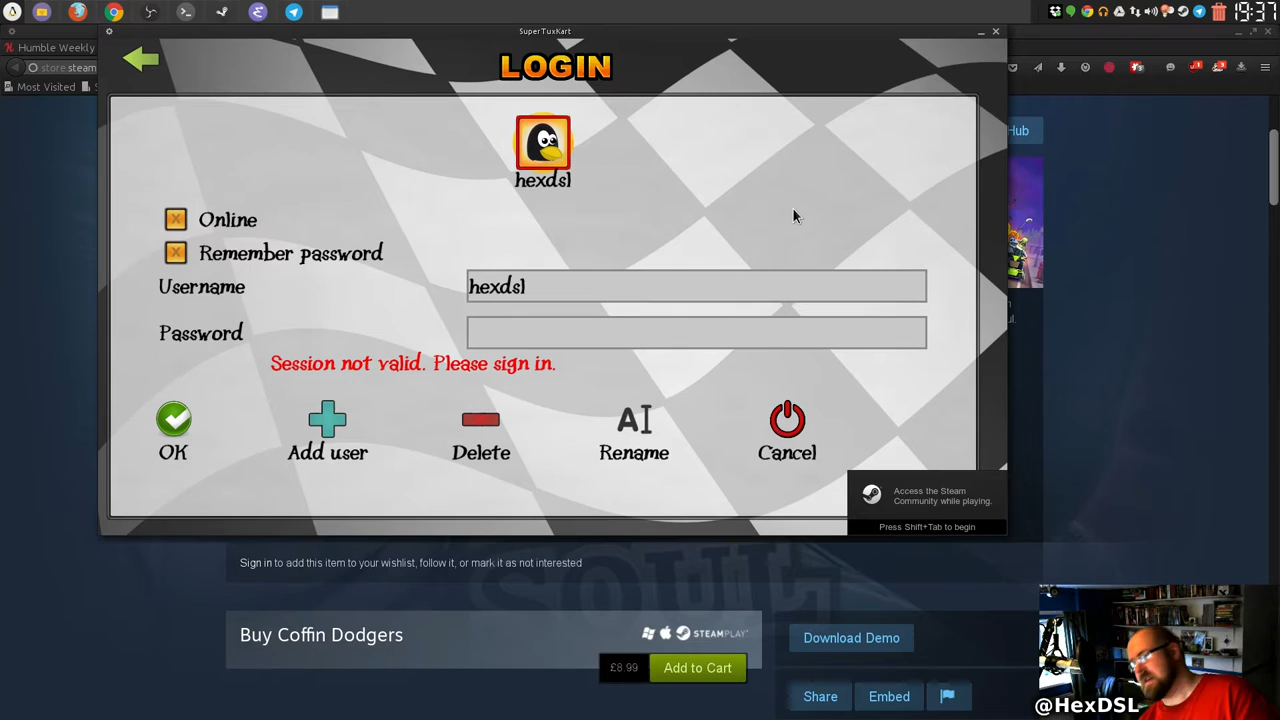 19:37
SuperTuxKart
Humble Weekly
store.steam
Most Visited
Hub
LOGIN
hexdsl
Online
Remember password
Username
hexdsl
Password
Session not valid. Please sign in.
OK
Add user
Delete
Rename
Cancel
Access the Steam
Community while playing.
Press Shift+Tab to begin
Sign in to add this item to your wishlist, follow it, or mark it as not interested
SOUL
Buy Coffin Dodgers
STEAMPLAY
Download Demo
£8.99
Add to Cart
Share
Embed
@HexDSL